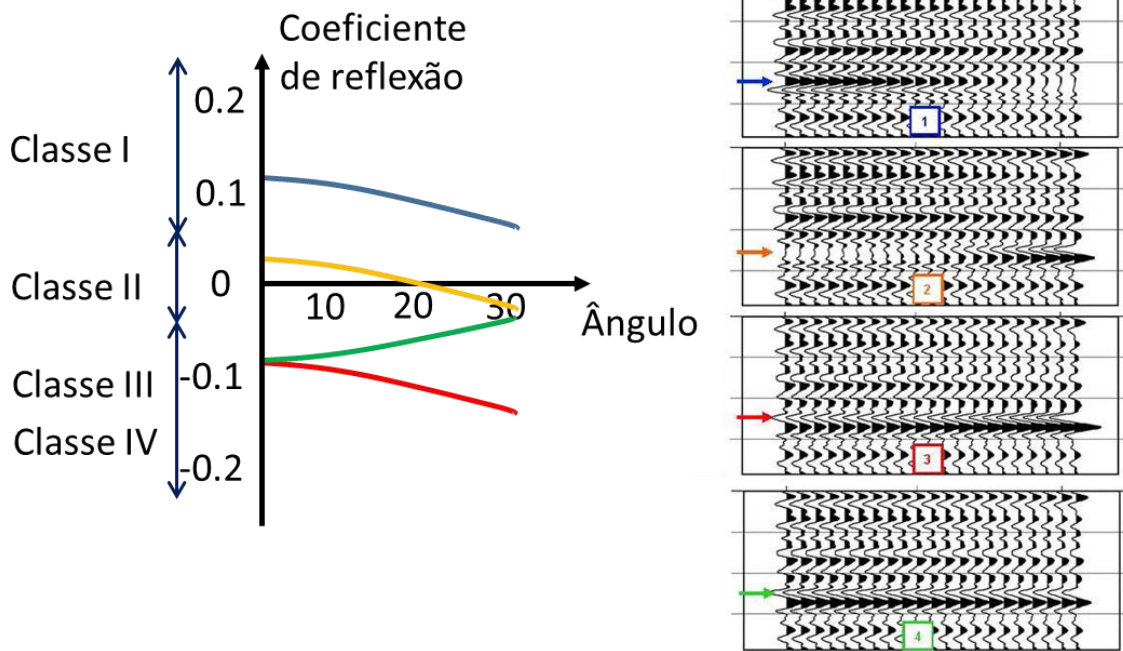 Coeficiente
de reflexão
0.2
Classe I
0.1
Classe II
0
10 20 30
Ângulo
Classe III
-0.1
Classe IV
-0.2
1
2
3
4